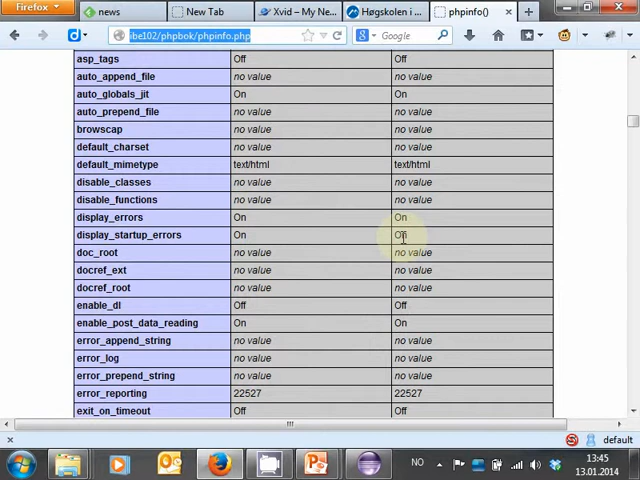 Firefox
news
New Tab
Xvid – My Ne...
Høgskolen i ...
phpinfo()
ibe102/phpbok/phpinfo.php
Google
asp_tags Off Off
auto_append_file no value no value
auto_globals_jit On On
auto_prepend_file no value no value
browscap no value no value
default_charset no value no value
default_mimetype text/html text/html
disable_classes no value no value
disable_functions no value no value
display_errors On On
display_startup_errors On On
doc_root no value no value
docref_ext no value no value
docref_root no value no value
enable_dl Off Off
enable_post_data_reading On On
error_append_string no value no value
error_log no value no value
error_prepend_string no value no value
error_reporting 22527 22527
exit_on_timeout Off Off
default
NO
13:45
13.01.2014